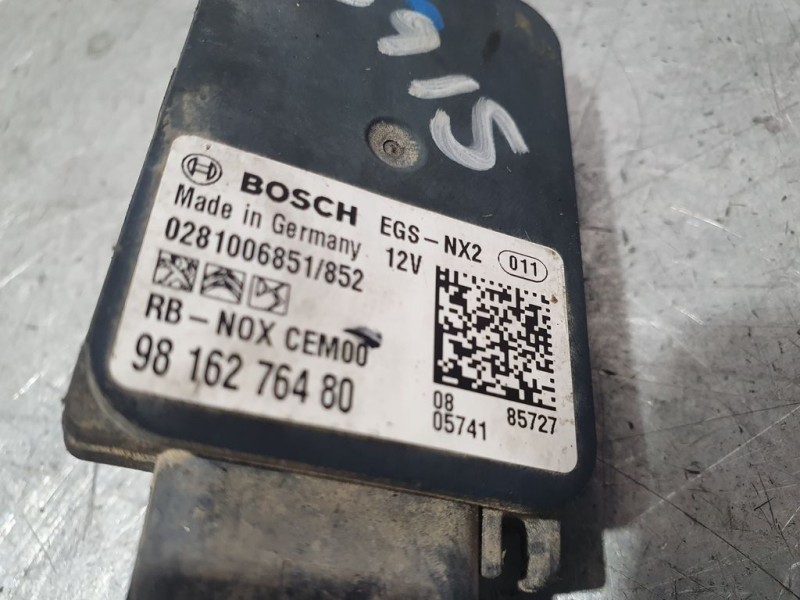 BOSCH EGS-NX2 011
Made in Germany 12V
0281006851/852
RB-NOX CEM00
98 162 764 80
08
05741 85727